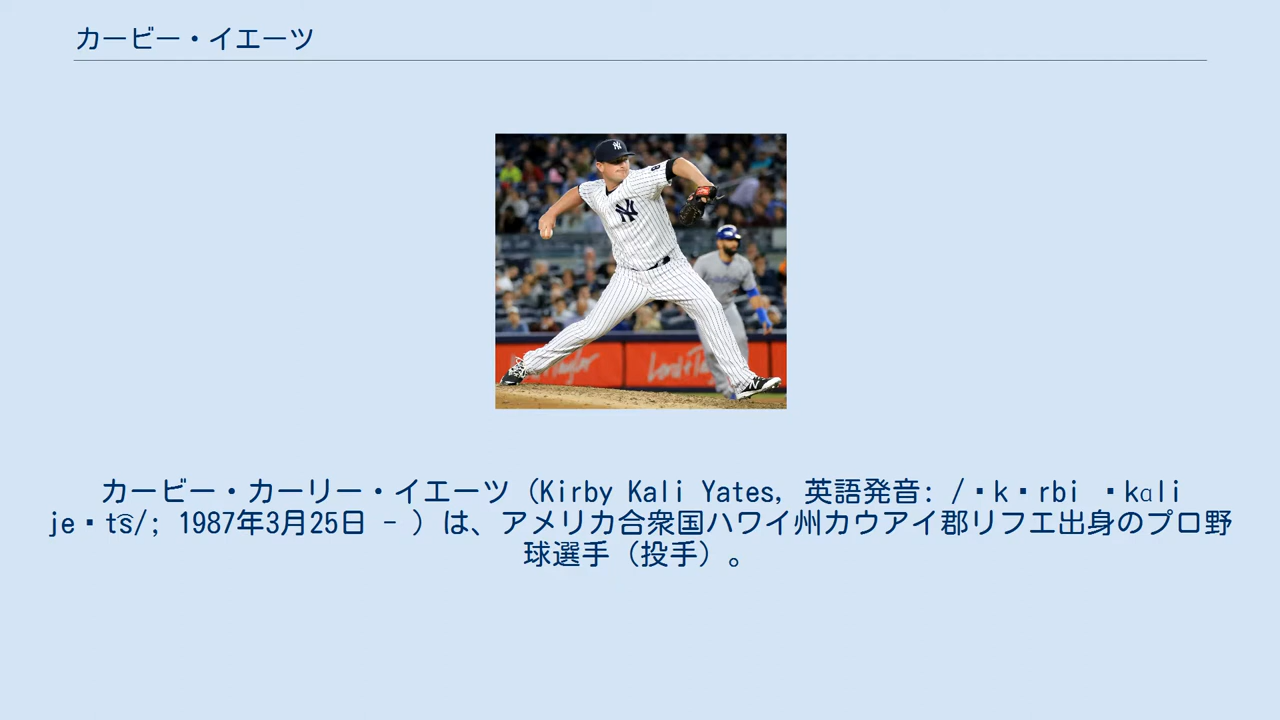 カービー・イエーツ
カービー・カーリー・イエーツ（Kirby Kali Yates, 英語発音: /▪k▪rbi ▪kɑli
je▪t͡s/; 1987年3月25日 - ）は、アメリカ合衆国ハワイ州カウアイ郡リフエ出身のプロ野
球選手（投手）。